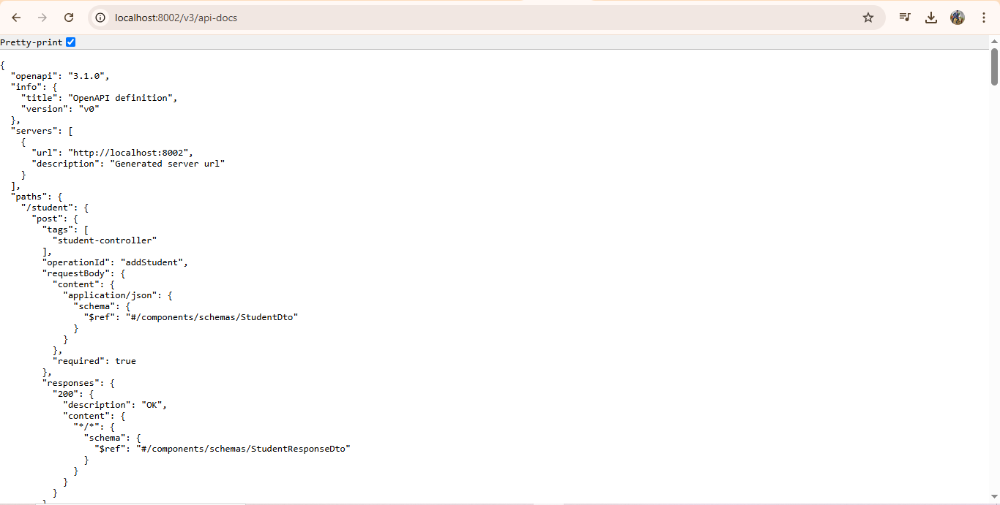 localhost:8002/v3/api-docs
Pretty-print
{
  "openapi": "3.1.0",
  "info": {
    "title": "OpenAPI definition",
    "version": "v0"
  },
  "servers": [
    {
      "url": "http://localhost:8002",
      "description": "Generated server url"
    }
  ],
  "paths": {
    "/student": {
      "post": {
        "tags": [
          "student-controller"
        ],
        "operationId": "addStudent",
        "requestBody": {
          "content": {
            "application/json": {
              "schema": {
                "$ref": "#/components/schemas/StudentDto"
              }
            }
          },
          "required": true
        },
        "responses": {
          "200": {
            "description": "OK",
            "content": {
              "*/*": {
                "schema": {
                  "$ref": "#/components/schemas/StudentResponseDto"
                }
              }
            }
          }
        }